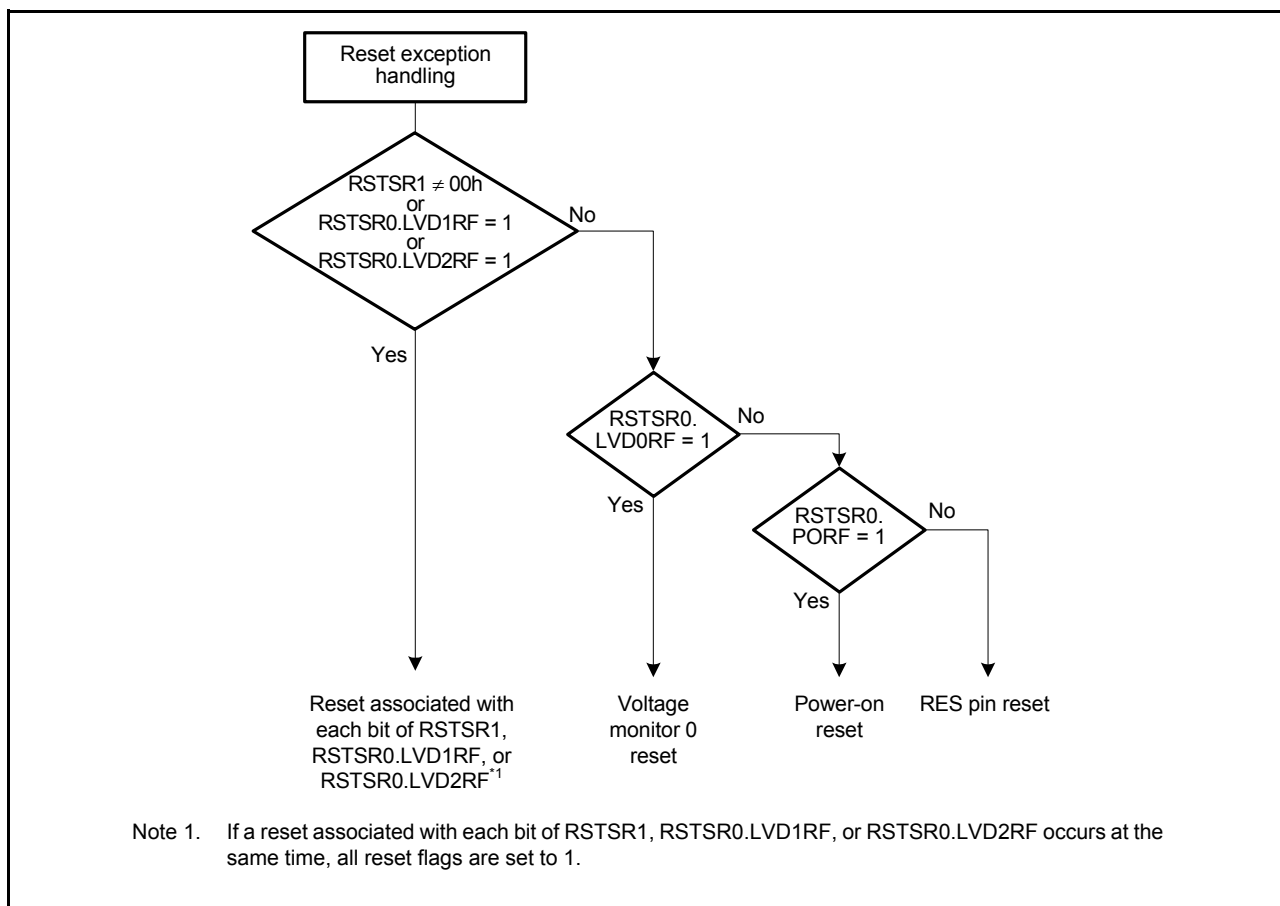 Reset exception
handling
RSTSR1 ≠ 00h
or
RSTSR0.LVD1RF = 1
or
RSTSR0.LVD2RF = 1
No
Yes
RSTSR0.
LVD0RF = 1
No
Yes
RSTSR0.
PORF = 1
No
Yes
Reset associated with
each bit of RSTSR1,
RSTSR0.LVD1RF, or
RSTSR0.LVD2RF*1
Voltage
monitor 0
reset
Power-on
reset
RES pin reset
Note 1. If a reset associated with each bit of RSTSR1, RSTSR0.LVD1RF, or RSTSR0.LVD2RF occurs at the
same time, all reset flags are set to 1.